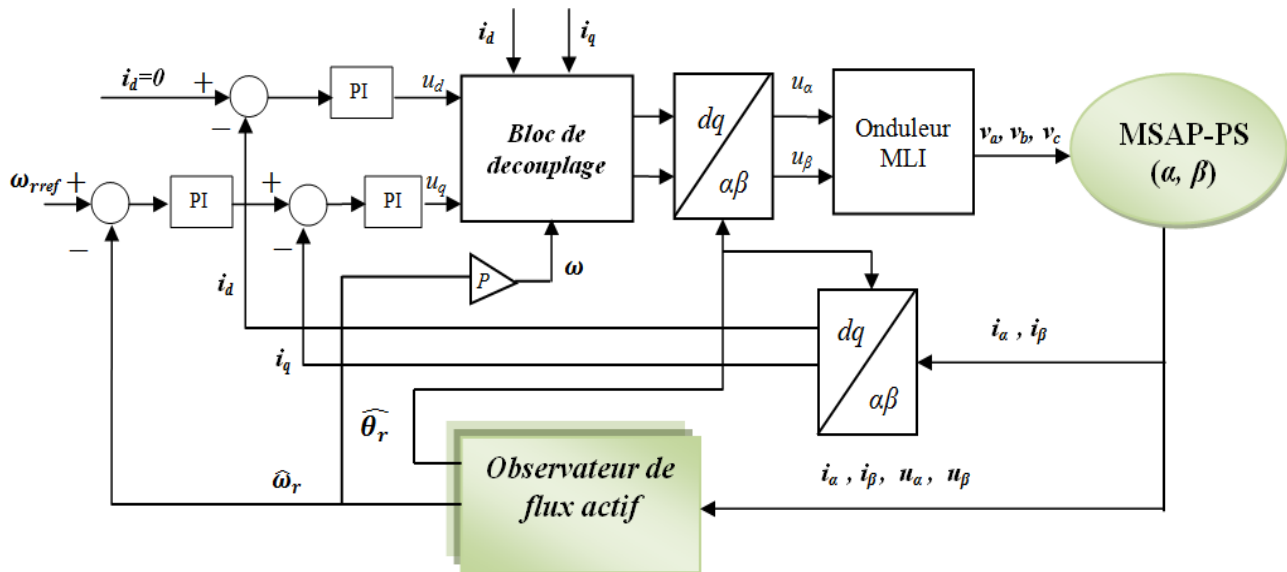 i_d
i_q
i_d=0
+
−
PI
u_d
Bloc de
decouplage
dq
αβ
u_α
u_β
Onduleur
MLI
v_a, v_b, v_c
MSAP-PS
(α, β)
ω_rref
+
−
PI
+
−
PI
u_q
P
ω
i_d
i_q
dq
αβ
i_α , i_β
\widehat{θ_r}
ω̂_r
Observateur de
flux actif
i_α , i_β, u_α, u_β